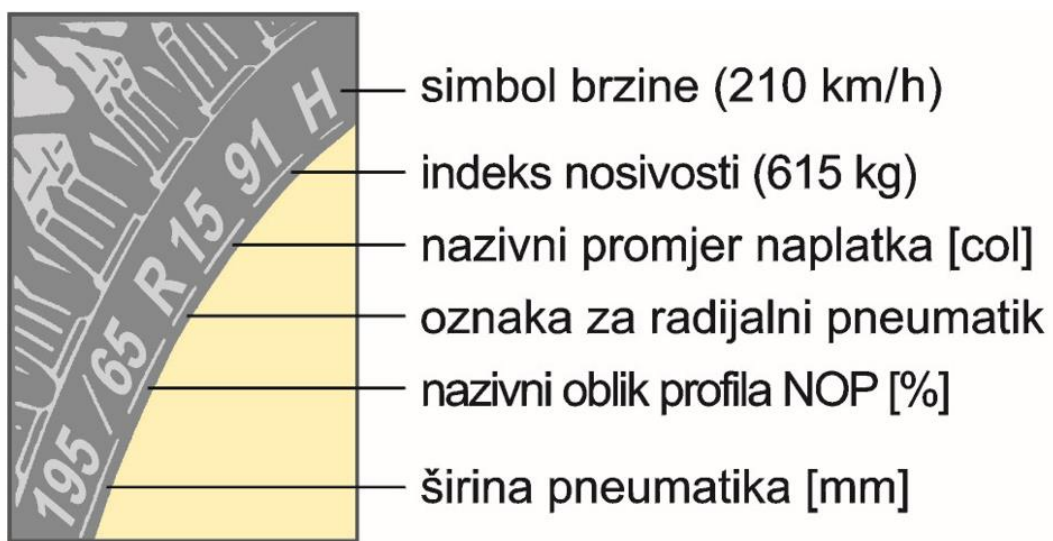 195/65 R 15 91 H
simbol brzine (210 km/h)
indeks nosivosti (615 kg)
nazivni promjer naplatka [col]
oznaka za radijalni pneumatik
nazivni oblik profila NOP [%]
širina pneumatika [mm]